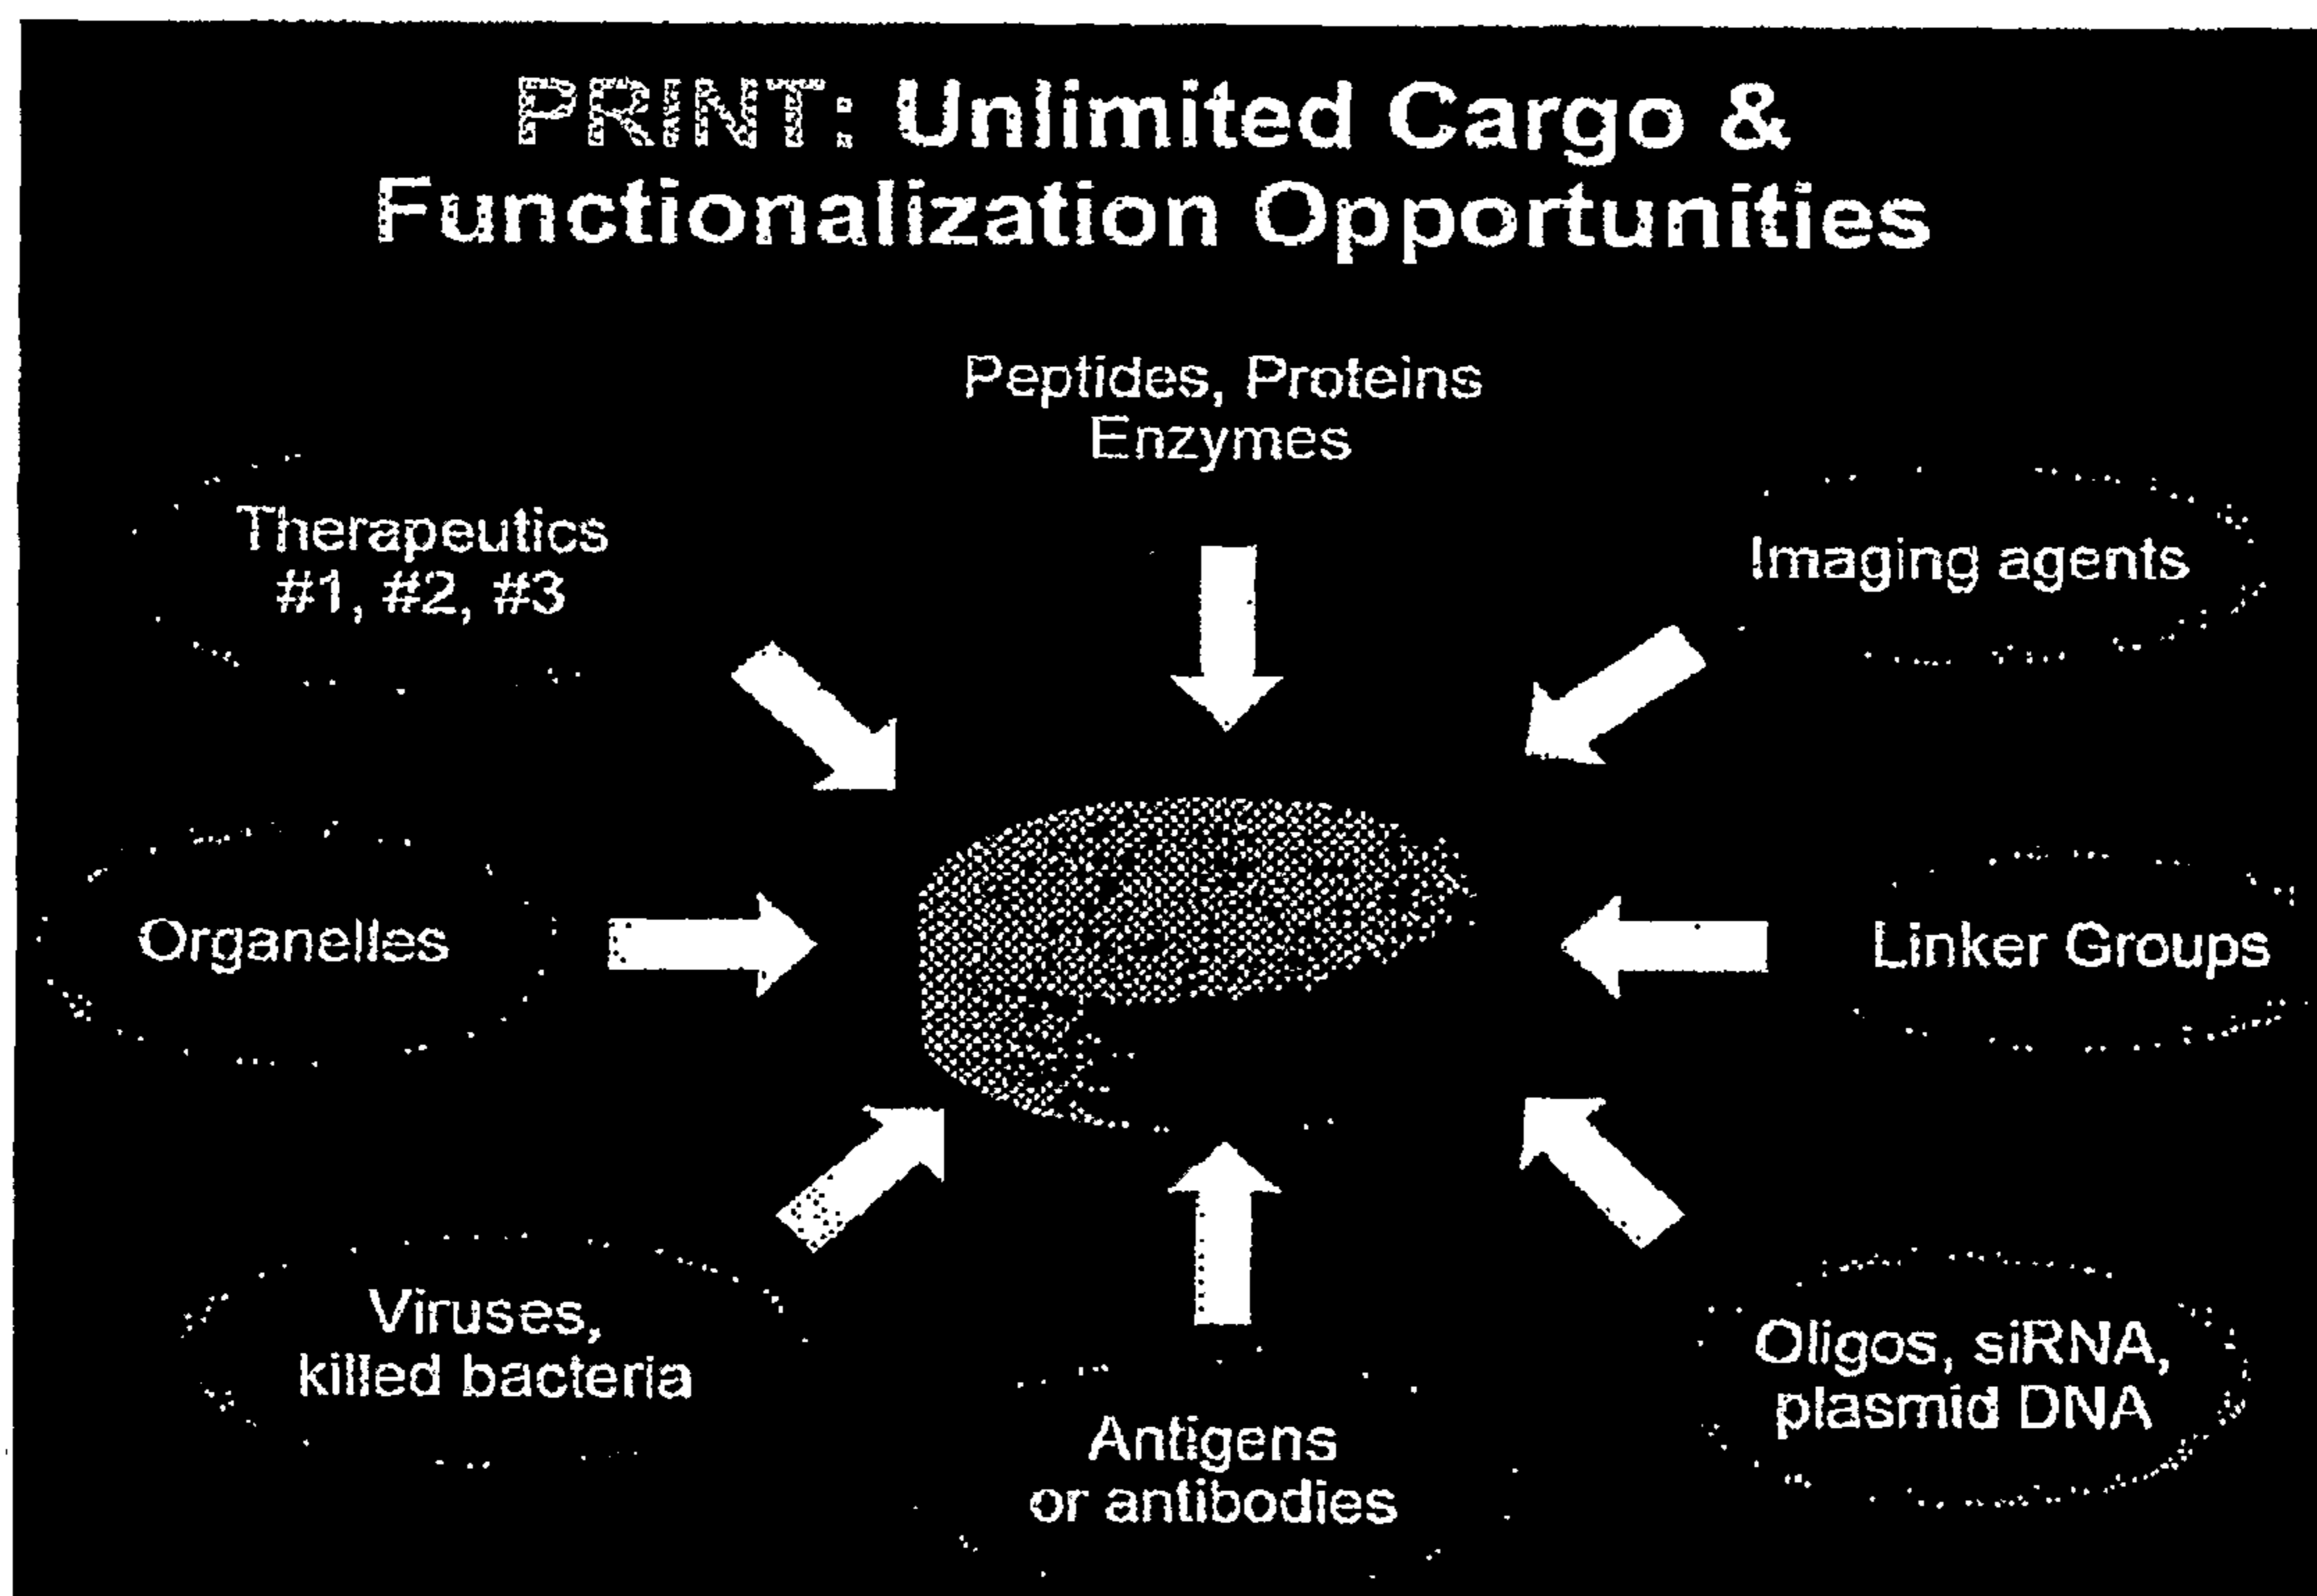 PRINT: Unlimited Cargo &
Functionalization Opportunities
Peptides, Proteins
Enzymes
Therapeutics
#1, #2, #3
Imaging agents
Organelles
Linker Groups
Viruses,
killed bacteria
Oligos, siRNA,
plasmid DNA
Antigens
or antibodies